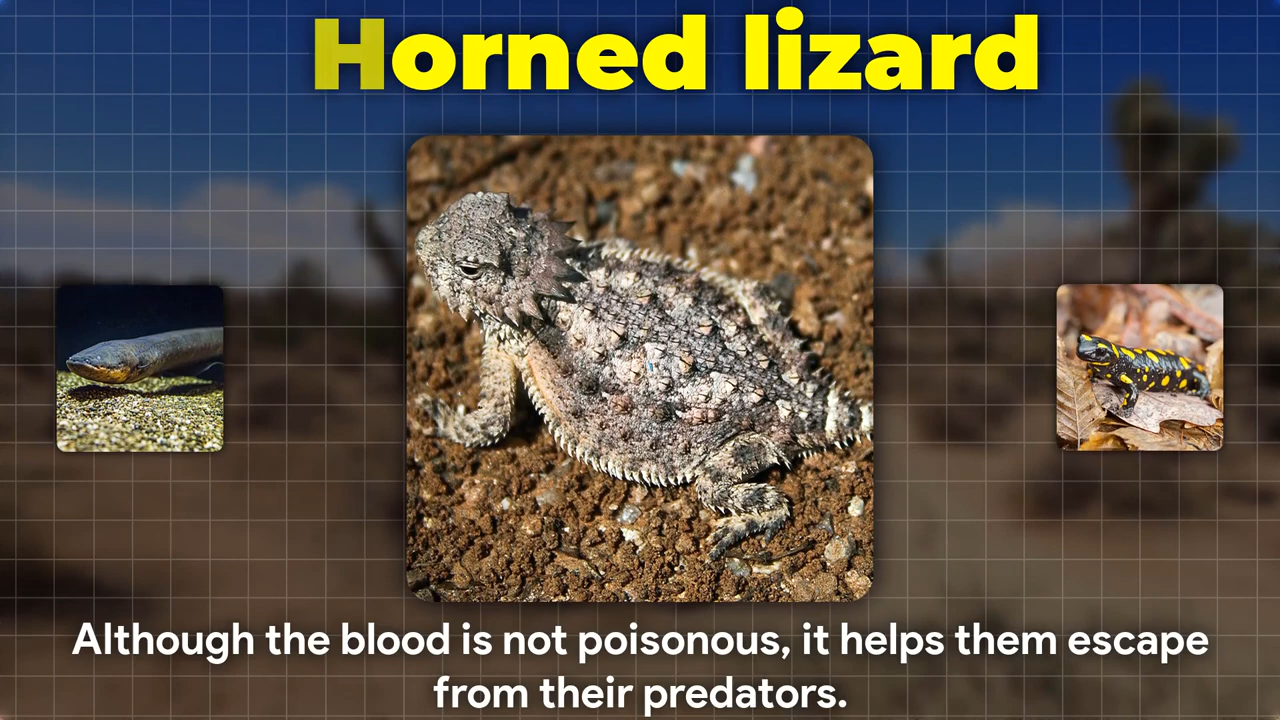 Horned lizard
Although the blood is not poisonous, it helps them escape
from their predators.